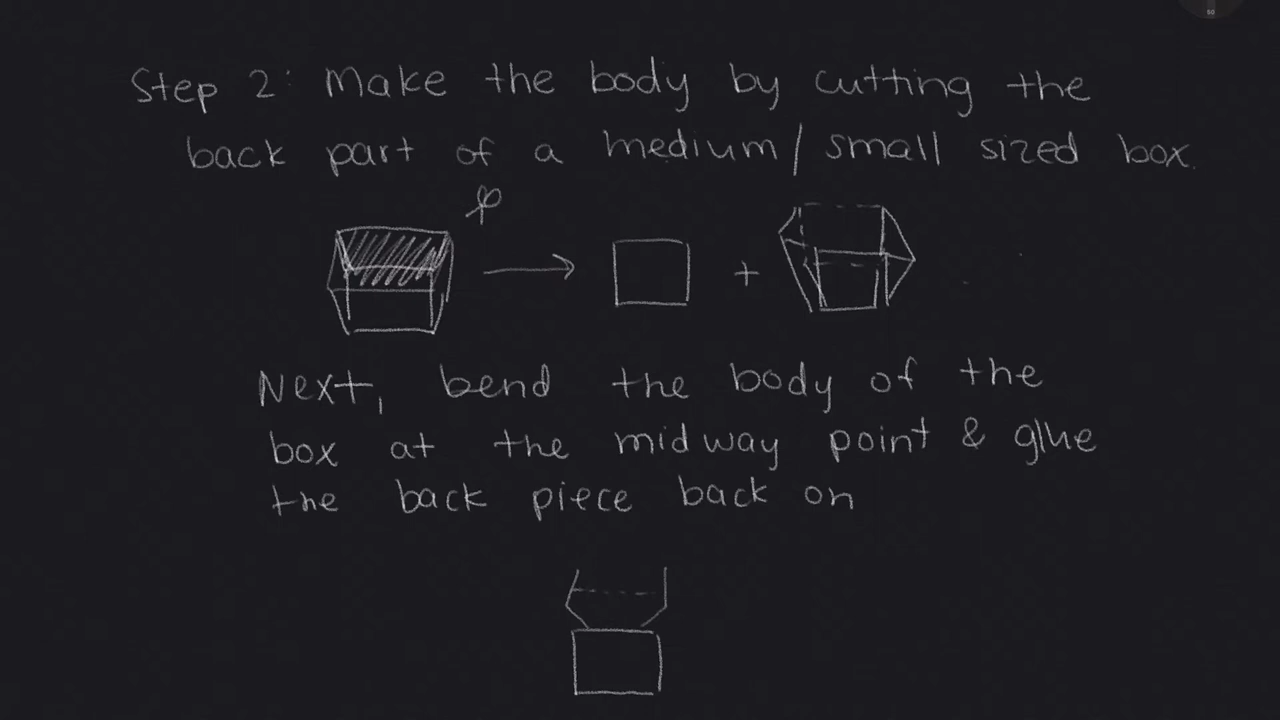 50
Step 2: Make the body by cutting the
back part of a medium/small sized box.
Next, bend the body of the
box at the midway point & glue
the back piece back on